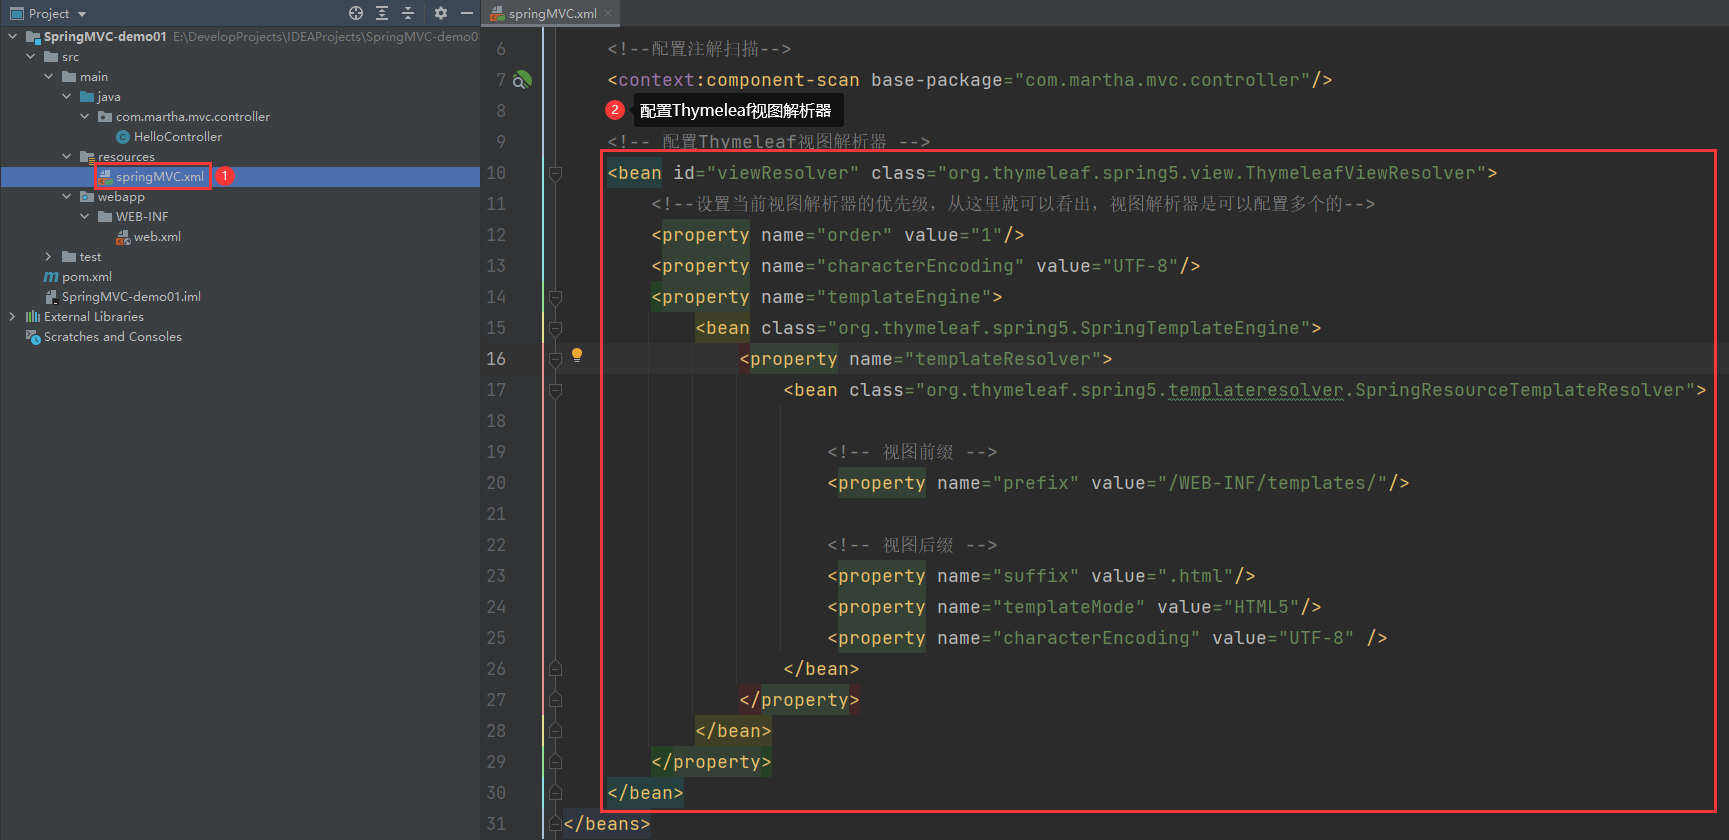 Project
SpringMVC-demo01 E:\DevelopProjects\IDEAProjects\SpringMVC-demo0
src
main
java
com.martha.mvc.controller
HelloController
resources
springMVC.xml 1
webapp
WEB-INF
web.xml
test
pom.xml
SpringMVC-demo01.iml
External Libraries
Scratches and Consoles
springMVC.xml
6 <!--配置注解扫描-->
7 <context:component-scan base-package="com.martha.mvc.controller"/>
8 2 配置Thymeleaf视图解析器
9 <!-- 配置Thymeleaf视图解析器 -->
10 <bean id="viewResolver" class="org.thymeleaf.spring5.view.ThymeleafViewResolver">
11 <!--设置当前视图解析器的优先级，从这里就可以看出，视图解析器是可以配置多个的-->
12 <property name="order" value="1"/>
13 <property name="characterEncoding" value="UTF-8"/>
14 <property name="templateEngine">
15 <bean class="org.thymeleaf.spring5.SpringTemplateEngine">
16 <property name="templateResolver">
17 <bean class="org.thymeleaf.spring5.templateresolver.SpringResourceTemplateResolver">
18
19 <!-- 视图前缀 -->
20 <property name="prefix" value="/WEB-INF/templates/"/>
21
22 <!-- 视图后缀 -->
23 <property name="suffix" value=".html"/>
24 <property name="templateMode" value="HTML5"/>
25 <property name="characterEncoding" value="UTF-8" />
26 </bean>
27 </property>
28 </bean>
29 </property>
30 </bean>
31 </beans>